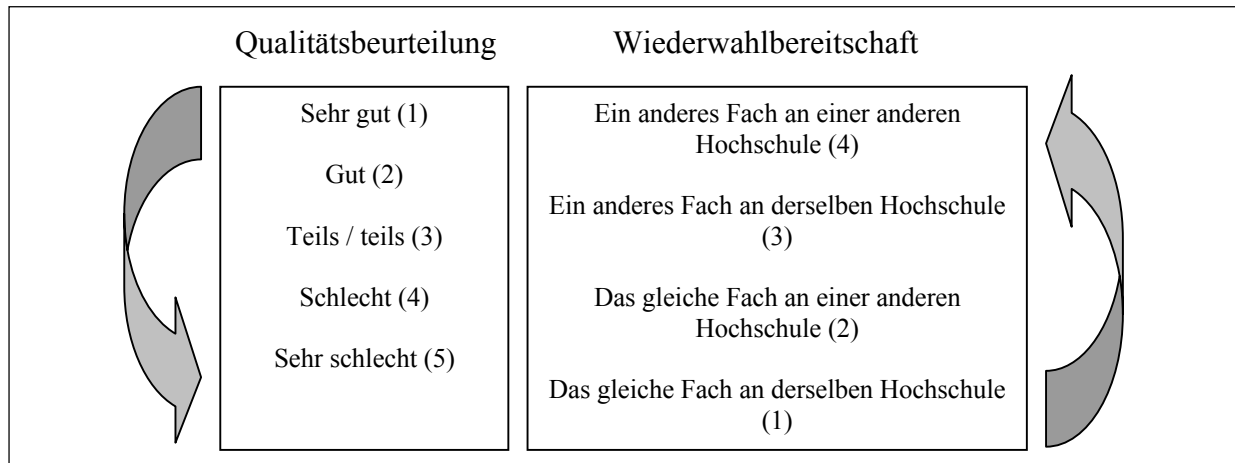 Qualitätsbeurteilung
Sehr gut (1)
Gut (2)
Teils / teils (3)
Schlecht (4)
Sehr schlecht (5)
Wiederwahlbereitschaft
Ein anderes Fach an einer anderen
Hochschule (4)
Ein anderes Fach an derselben Hochschule
(3)
Das gleiche Fach an einer anderen
Hochschule (2)
Das gleiche Fach an derselben Hochschule
(1)